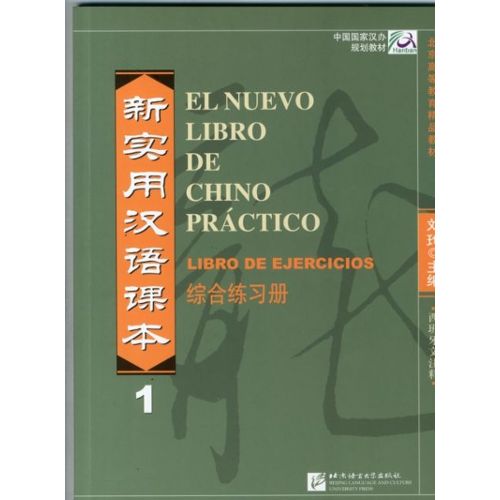 中国国家汉办
规划教材
Hanban
北京高等教育精品教材
新实用汉语课本
1
EL NUEVO
LIBRO
DE
CHINO
PRÁCTICO
LIBRO DE EJERCICIOS
综合练习册
主编
西班牙文注释
北京语言大学出版社
BEIJING LANGUAGE AND CULTURE
UNIVERSITY PRESS